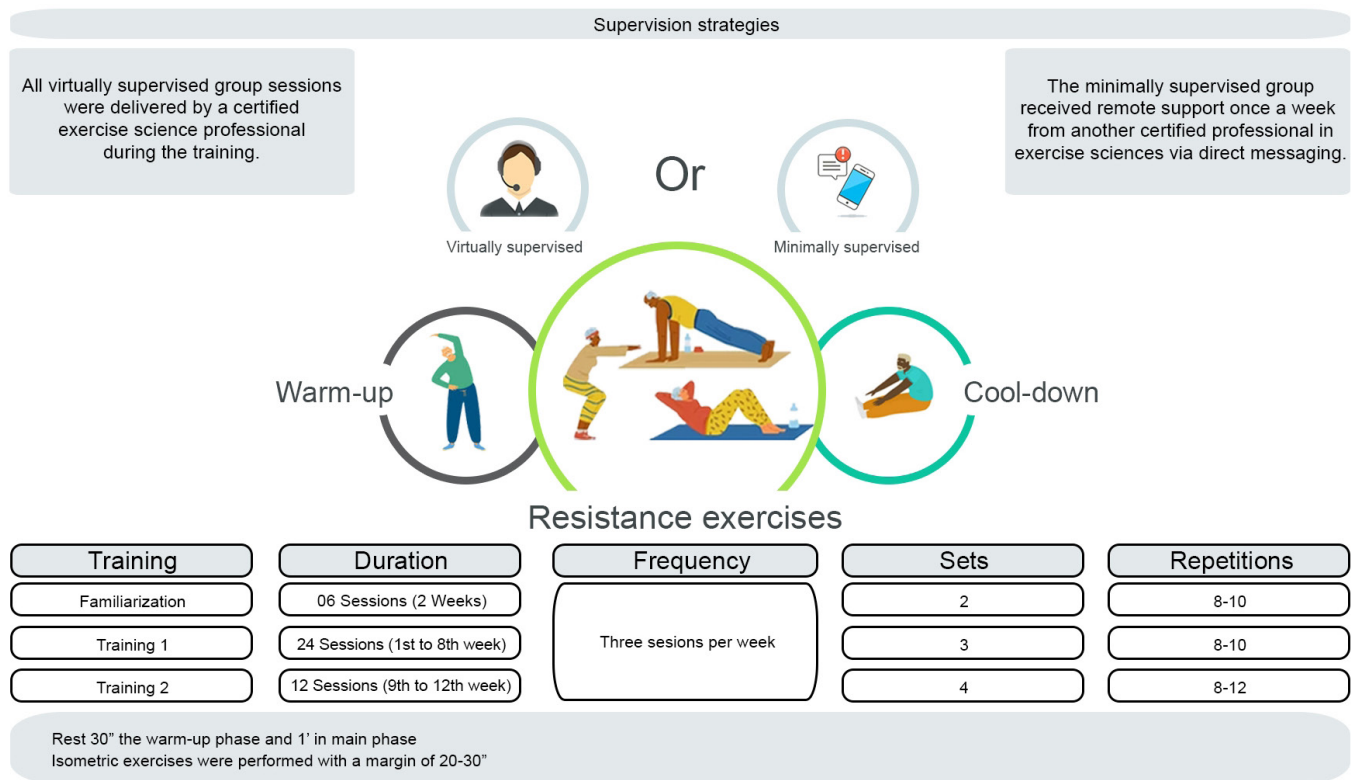 Supervision strategies
All virtually supervised group sessions
were delivered by a certified
exercise science professional
during the training.
The minimally supervised group
received remote support once a week
from another certified professional in
exercise sciences via direct messaging.
Or
Virtually supervised
Minimally supervised
Warm-up
Cool-down
Resistance exercises
Training
Duration
Frequency
Sets
Repetitions
Familiarization
06 Sessions (2 Weeks)
Three sesions per week
2
8-10
Training 1
24 Sessions (1st to 8th week)
3
8-10
Training 2
12 Sessions (9th to 12th week)
4
8-12
Rest 30” the warm-up phase and 1’ in main phase
Isometric exercises were performed with a margin of 20-30”